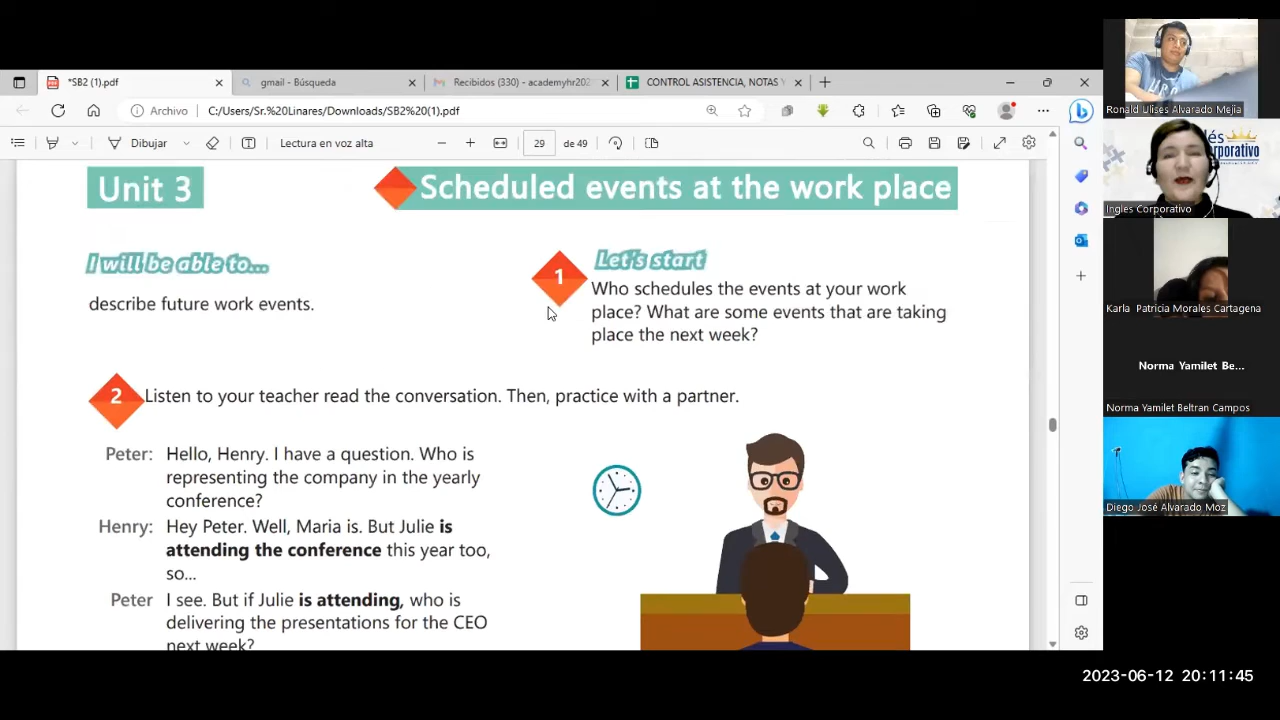 *SB2 (1).pdf
gmail - Búsqueda
Recibidos (330) - academyhr202
CONTROL ASISTENCIA, NOTAS Y
Archivo
C:/Users/Sr.%20Linares/Downloads/SB2%20(1).pdf
Dibujar
Lectura en voz alta
29
de 49
Unit 3
Scheduled events at the work place
I will be able to...
describe future work events.
1
Let's start
Who schedules the events at your work
place? What are some events that are taking
place the next week?
2
Listen to your teacher read the conversation. Then, practice with a partner.
Peter: Hello, Henry. I have a question. Who is
representing the company in the yearly
conference?
Henry: Hey Peter. Well, Maria is. But Julie is
attending the conference this year too,
so...
Peter I see. But if Julie is attending, who is
delivering the presentations for the CEO
next week?
Ronald Ulises Alvarado Mejia
Ingles Corporativo
Karla Patricia Morales Cartagena
Norma Yamilet Be...
Norma Yamilet Beltran Campos
Diego José Alvarado Moz
2023-06-12 20:11:45